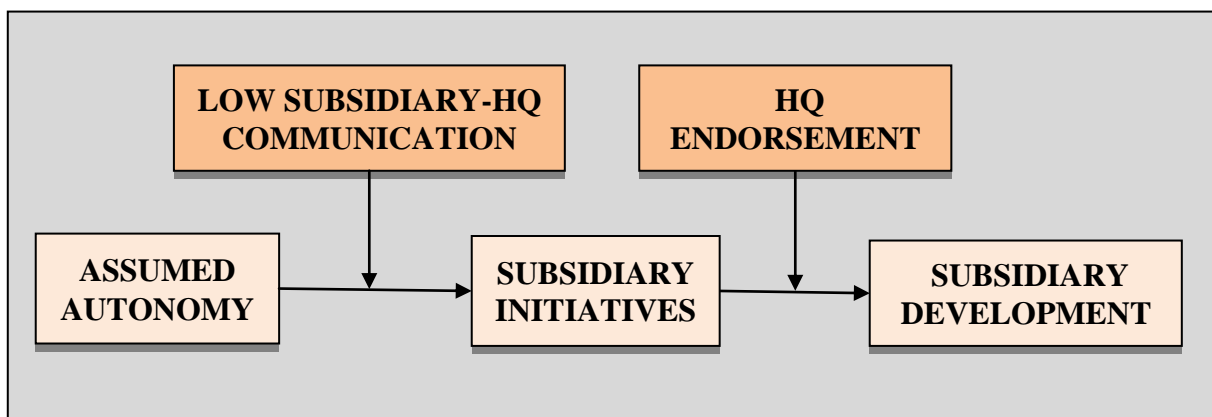 LOW SUBSIDIARY-HQ
COMMUNICATION
HQ
ENDORSEMENT
ASSUMED
AUTONOMY
SUBSIDIARY
INITIATIVES
SUBSIDIARY
DEVELOPMENT